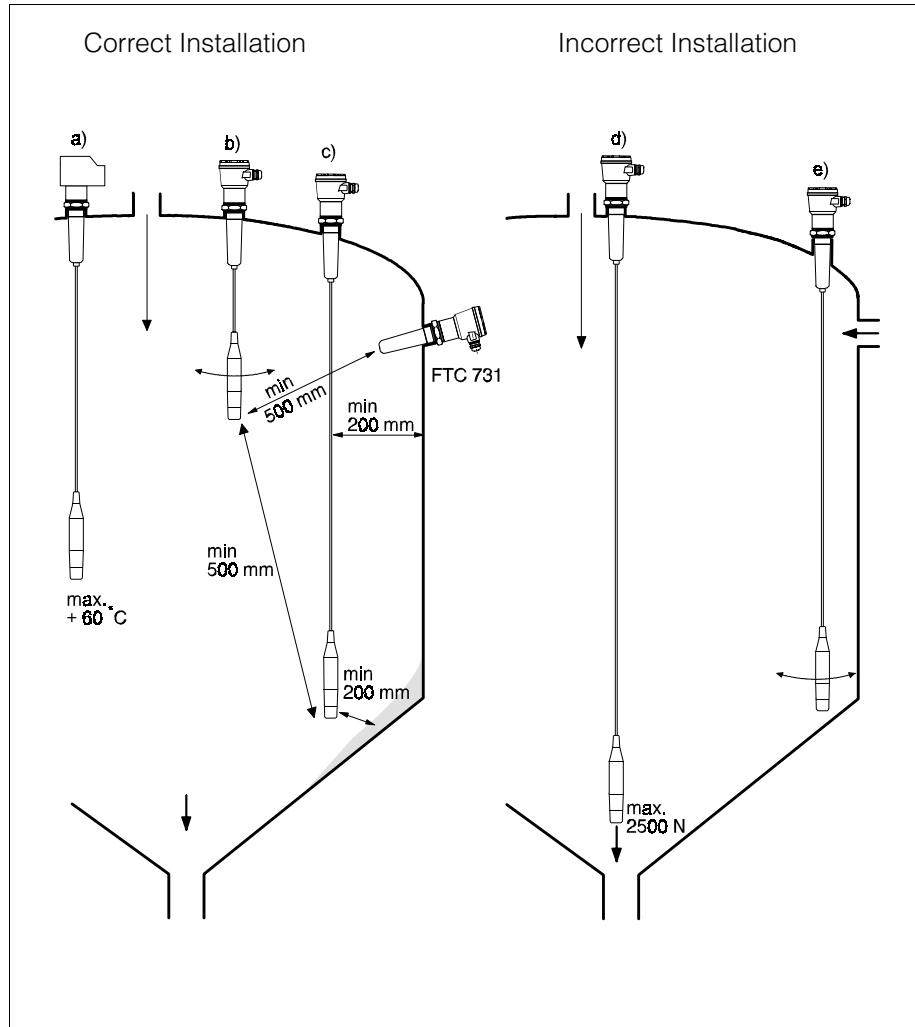 Correct Installation
Incorrect Installation
a)
b)
c)
d)
e)
FTC 731
min
500 mm
min
200 mm
min
500 mm
max.
+ 60 °C
min
200 mm
max.
2500 N